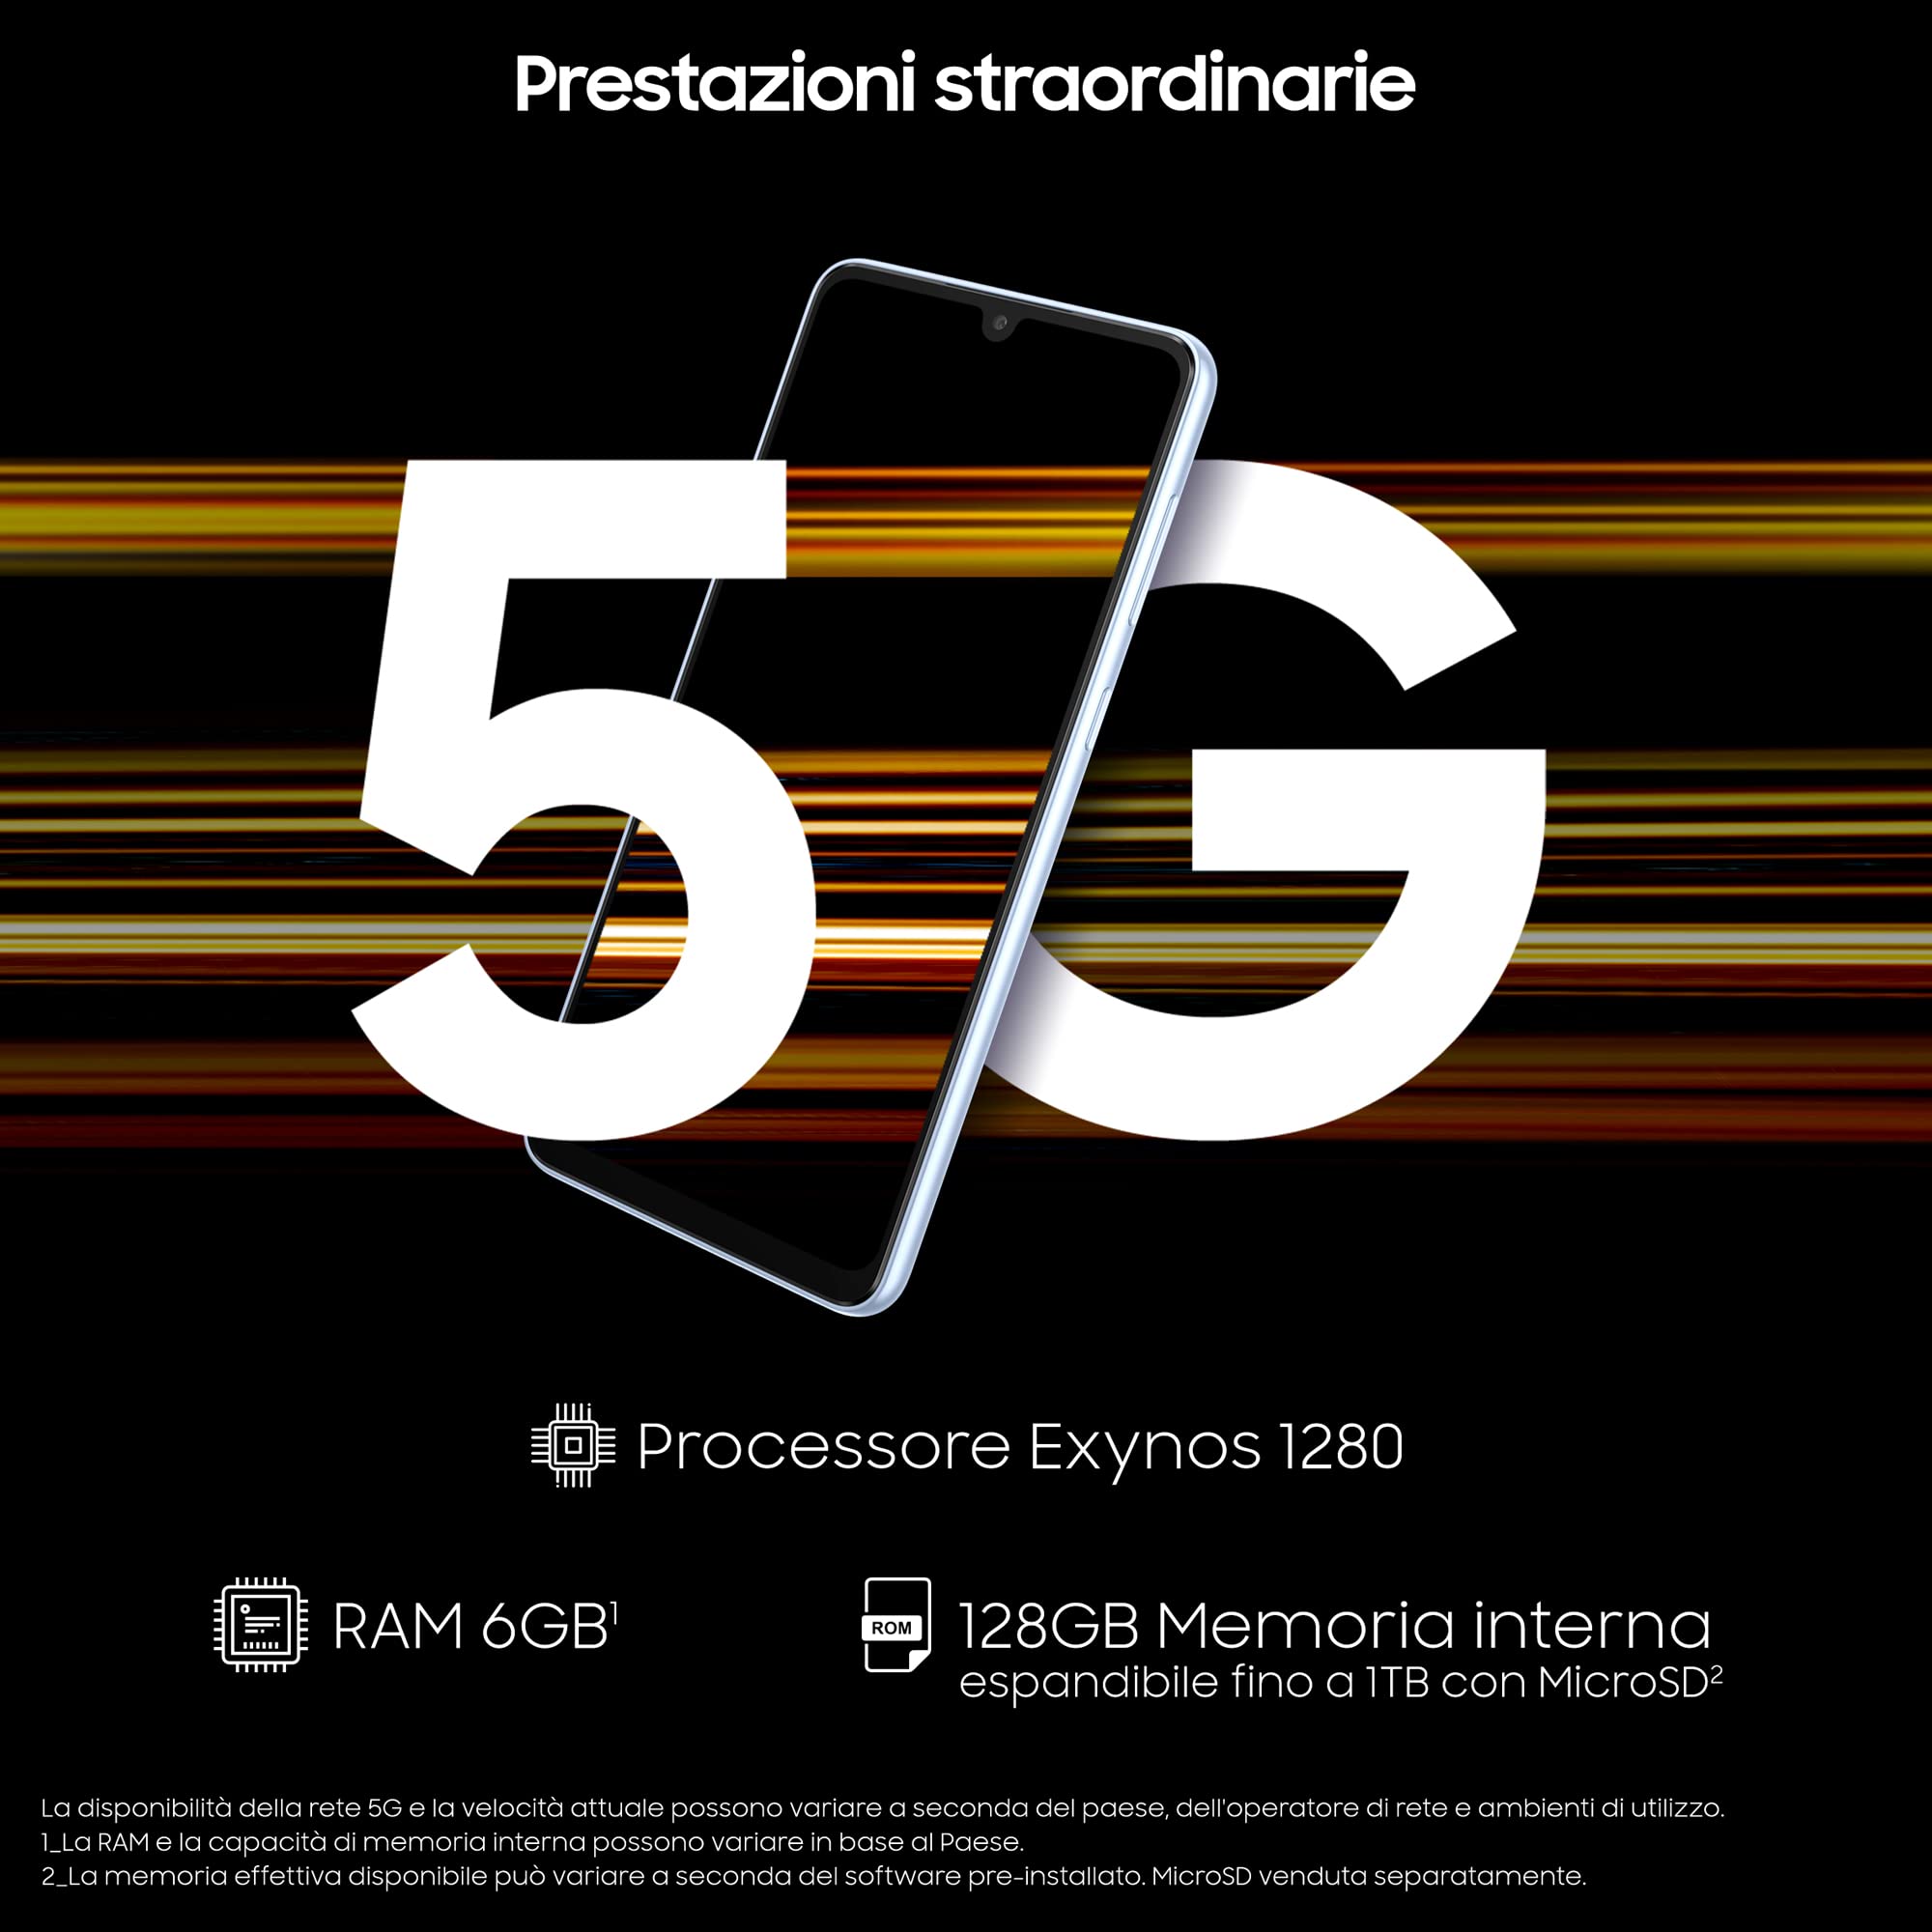 Prestazioni straordinarie
5G
Processore Exynos 1280
RAM 6GB¹
ROM
128GB Memoria interna
espandibile fino a 1TB con MicroSD²
La disponibilità della rete 5G e la velocità attuale possono variare a seconda del paese, dell'operatore di rete e ambienti di utilizzo.
1_La RAM e la capacità di memoria interna possono variare in base al Paese.
2_La memoria effettiva disponibile può variare a seconda del software pre-installato. MicroSD venduta separatamente.